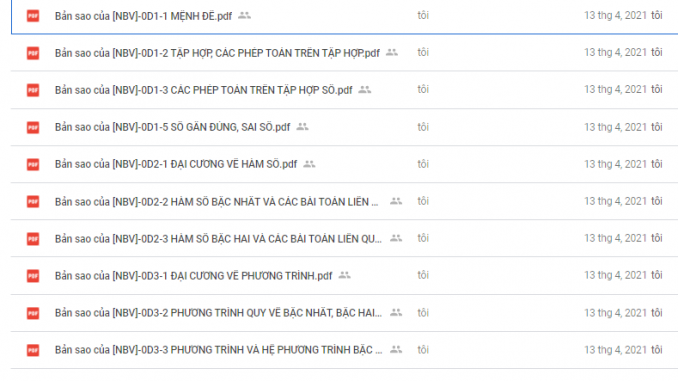 PDF Bản sao của [NBV]-0D1-1 MỆNH ĐỀ.pdf tôi 13 thg 4, 2021 tôi
PDF Bản sao của [NBV]-0D1-2 TẬP HỢP, CÁC PHÉP TOÁN TRÊN TẬP HỢP.pdf tôi 13 thg 4, 2021 tôi
PDF Bản sao của [NBV]-0D1-3 CÁC PHÉP TOÁN TRÊN TẬP HỢP SỐ.pdf tôi 13 thg 4, 2021 tôi
PDF Bản sao của [NBV]-0D1-5 SỐ GẦN ĐÚNG, SAI SỐ.pdf tôi 13 thg 4, 2021 tôi
PDF Bản sao của [NBV]-0D2-1 ĐẠI CƯƠNG VỀ HÀM SỐ.pdf tôi 13 thg 4, 2021 tôi
PDF Bản sao của [NBV]-0D2-2 HÀM SỐ BẬC NHẤT VÀ CÁC BÀI TOÁN LIÊN ... tôi 13 thg 4, 2021 tôi
PDF Bản sao của [NBV]-0D2-3 HÀM SỐ BẬC HAI VÀ CÁC BÀI TOÁN LIÊN QU... tôi 13 thg 4, 2021 tôi
PDF Bản sao của [NBV]-0D3-1 ĐẠI CƯƠNG VỀ PHƯƠNG TRÌNH.pdf tôi 13 thg 4, 2021 tôi
PDF Bản sao của [NBV]-0D3-2 PHƯƠNG TRÌNH QUY VỀ BẬC NHẤT, BẬC HAI... tôi 13 thg 4, 2021 tôi
PDF Bản sao của [NBV]-0D3-3 PHƯƠNG TRÌNH VÀ HỆ PHƯƠNG TRÌNH BẬC ... tôi 13 thg 4, 2021 tôi